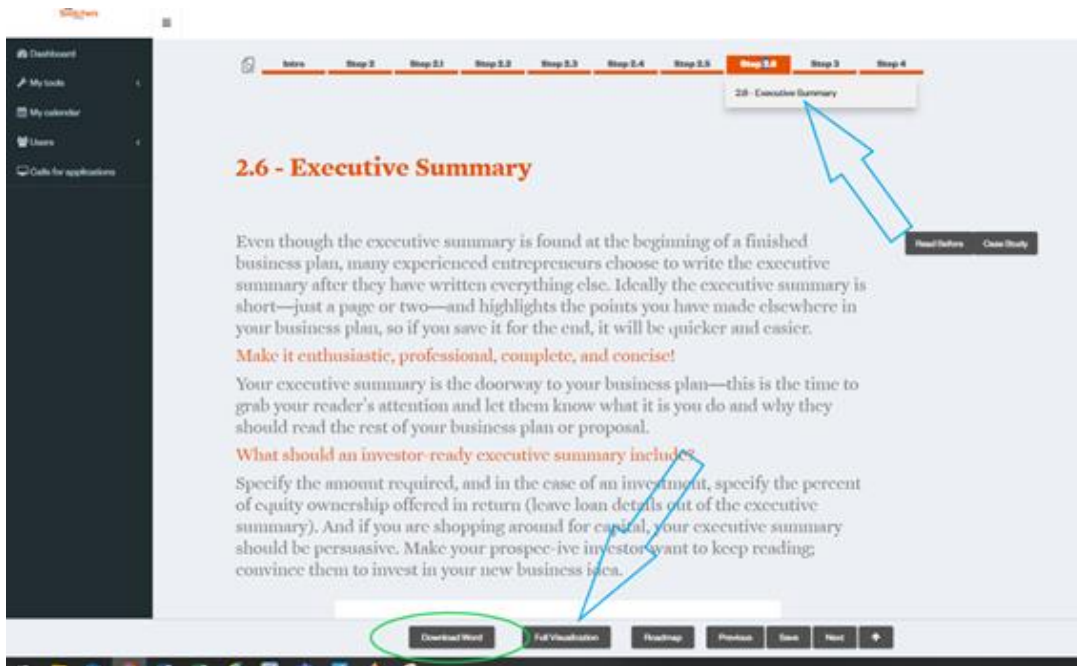 Switchers
Dashboard
My tools
My calendar
Users
Calls for applications
Intro Step 2 Step 2.1 Step 2.2 Step 2.3 Step 2.4 Step 2.5 Step 2.6 Step 3 Step 4
2.6 - Executive Summary
2.6 - Executive Summary
Read Before Case Study
Even though the executive summary is found at the beginning of a finished
business plan, many experienced entrepreneurs choose to write the executive
summary after they have written everything else. Ideally the executive summary is
short—just a page or two—and highlights the points you have made elsewhere in
your business plan, so if you save it for the end, it will be quicker and easier.
Make it enthusiastic, professional, complete, and concise!
Your executive summary is the doorway to your business plan—this is the time to
grab your reader's attention and let them know what it is you do and why they
should read the rest of your business plan or proposal.
What should an investor-ready executive summary include?
Specify the amount required, and in the case of an investment, specify the percent
of equity ownership offered in return (leave loan details out of the executive
summary). And if you are shopping around for capital, your executive summary
should be persuasive. Make your prospec-ive investor want to keep reading;
convince them to invest in your new business idea.
Download Word Full Visualization Roadmap Previous Save Next